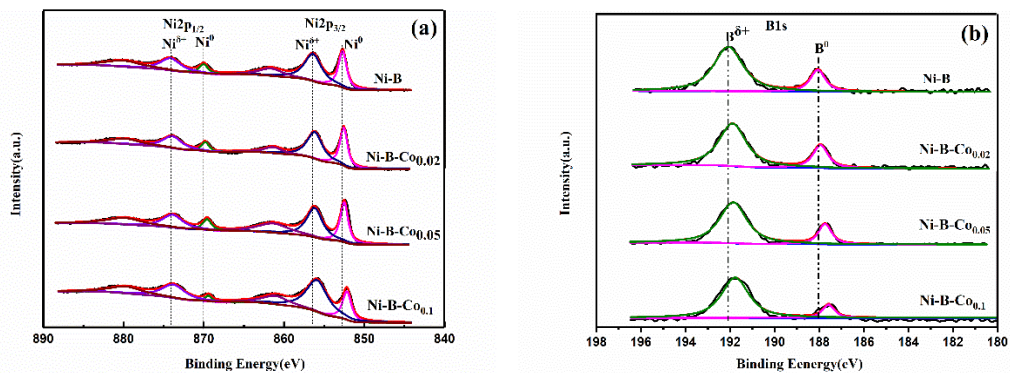 (a)
Ni2p1/2 Ni2p3/2
Niδ− Ni0 Niδ+ Ni0
Ni-B
Ni-B-Co0.02
Ni-B-Co0.05
Ni-B-Co0.1
Intensity(a.u.)
890 880 870 860 850 840
Binding Energy(eV)
B1s (b)
Bδ+ B0
Ni-B
Ni-B-Co0.02
Ni-B-Co0.05
Ni-B-Co0.1
Intensity(a.u.)
198 196 194 192 190 188 186 184 182 180
Binding Eenergy(eV)